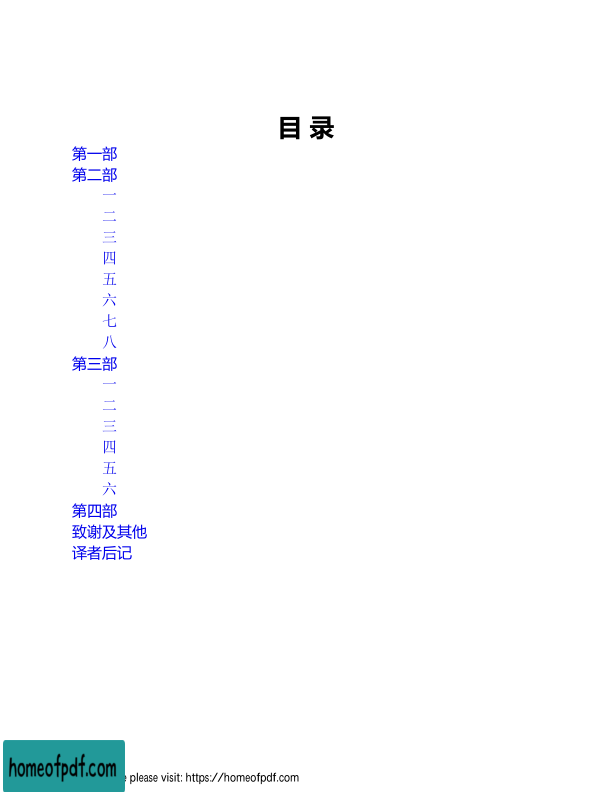 目 录
第一部
第二部
一
二
三
四
五
六
七
八
第三部
一
二
三
四
五
六
第四部
致谢及其他
译者后记
homeofpdf.com
please visit: https://homeofpdf.com